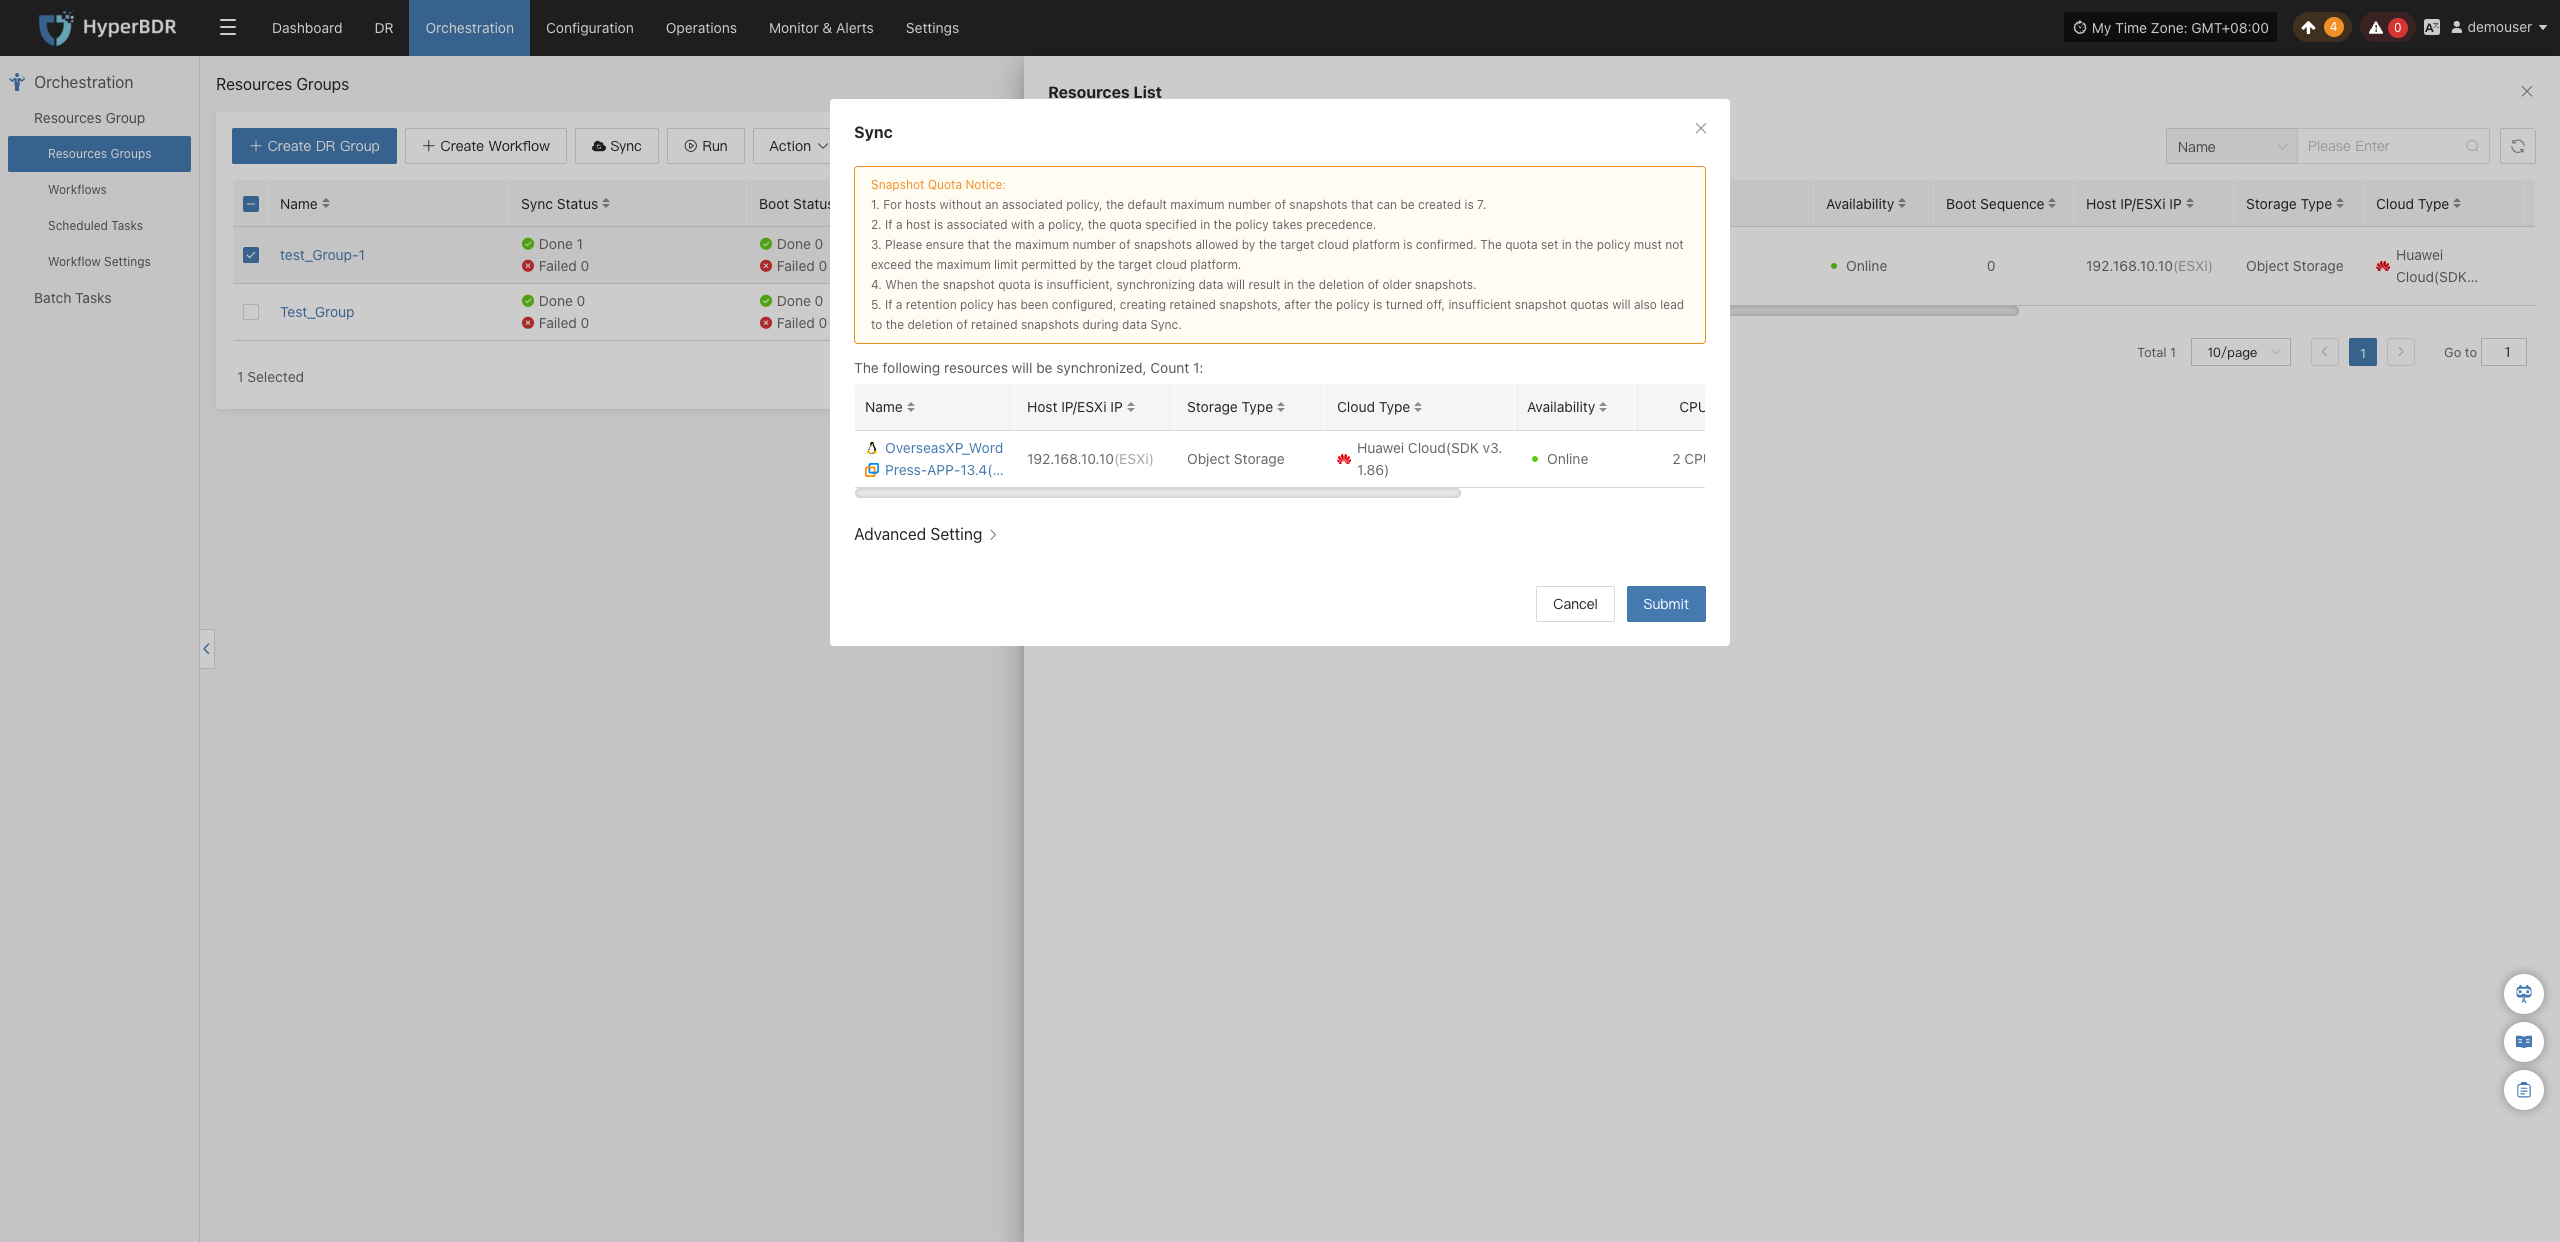 HyperBDR
Dashboard DR Orchestration Configuration Operations Monitor & Alerts Settings
My Time Zone: GMT+08:00 4 0 demouser
Orchestration
Resources Group
Resources Groups
Workflows
Scheduled Tasks
Workflow Settings
Batch Tasks
Resources Groups
Create DR Group Create Workflow Sync Run Action
Name Sync Status Boot Status
test_Group-1 Done 1 Done 0
Failed 0 Failed 0
Test_Group Done 0 Done 0
Failed 0 Failed 0
1 Selected
Resources List
Name Please Enter
Availability Boot Sequence Host IP/ESXi IP Storage Type Cloud Type
Online 0 192.168.10.10(ESXi) Object Storage Huawei
Cloud(SDK...
Total 1 10/page 1 Go to 1
Sync
Snapshot Quota Notice:
1. For hosts without an associated policy, the default maximum number of snapshots that can be created is 7.
2. If a host is associated with a policy, the quota specified in the policy takes precedence.
3. Please ensure that the maximum number of snapshots allowed by the target cloud platform is confirmed. The quota set in the policy must not
exceed the maximum limit permitted by the target cloud platform.
4. When the snapshot quota is insufficient, synchronizing data will result in the deletion of older snapshots.
5. If a retention policy has been configured, creating retained snapshots, after the policy is turned off, insufficient snapshot quotas will also lead
to the deletion of retained snapshots during data Sync.
The following resources will be synchronized, Count 1:
Name Host IP/ESXi IP Storage Type Cloud Type Availability CPU
OverseasXP_Word 192.168.10.10(ESXi) Object Storage Huawei Cloud(SDK v3. Online 2 CPU
Press-APP-13.4(... 1.86)
Advanced Setting
Cancel Submit